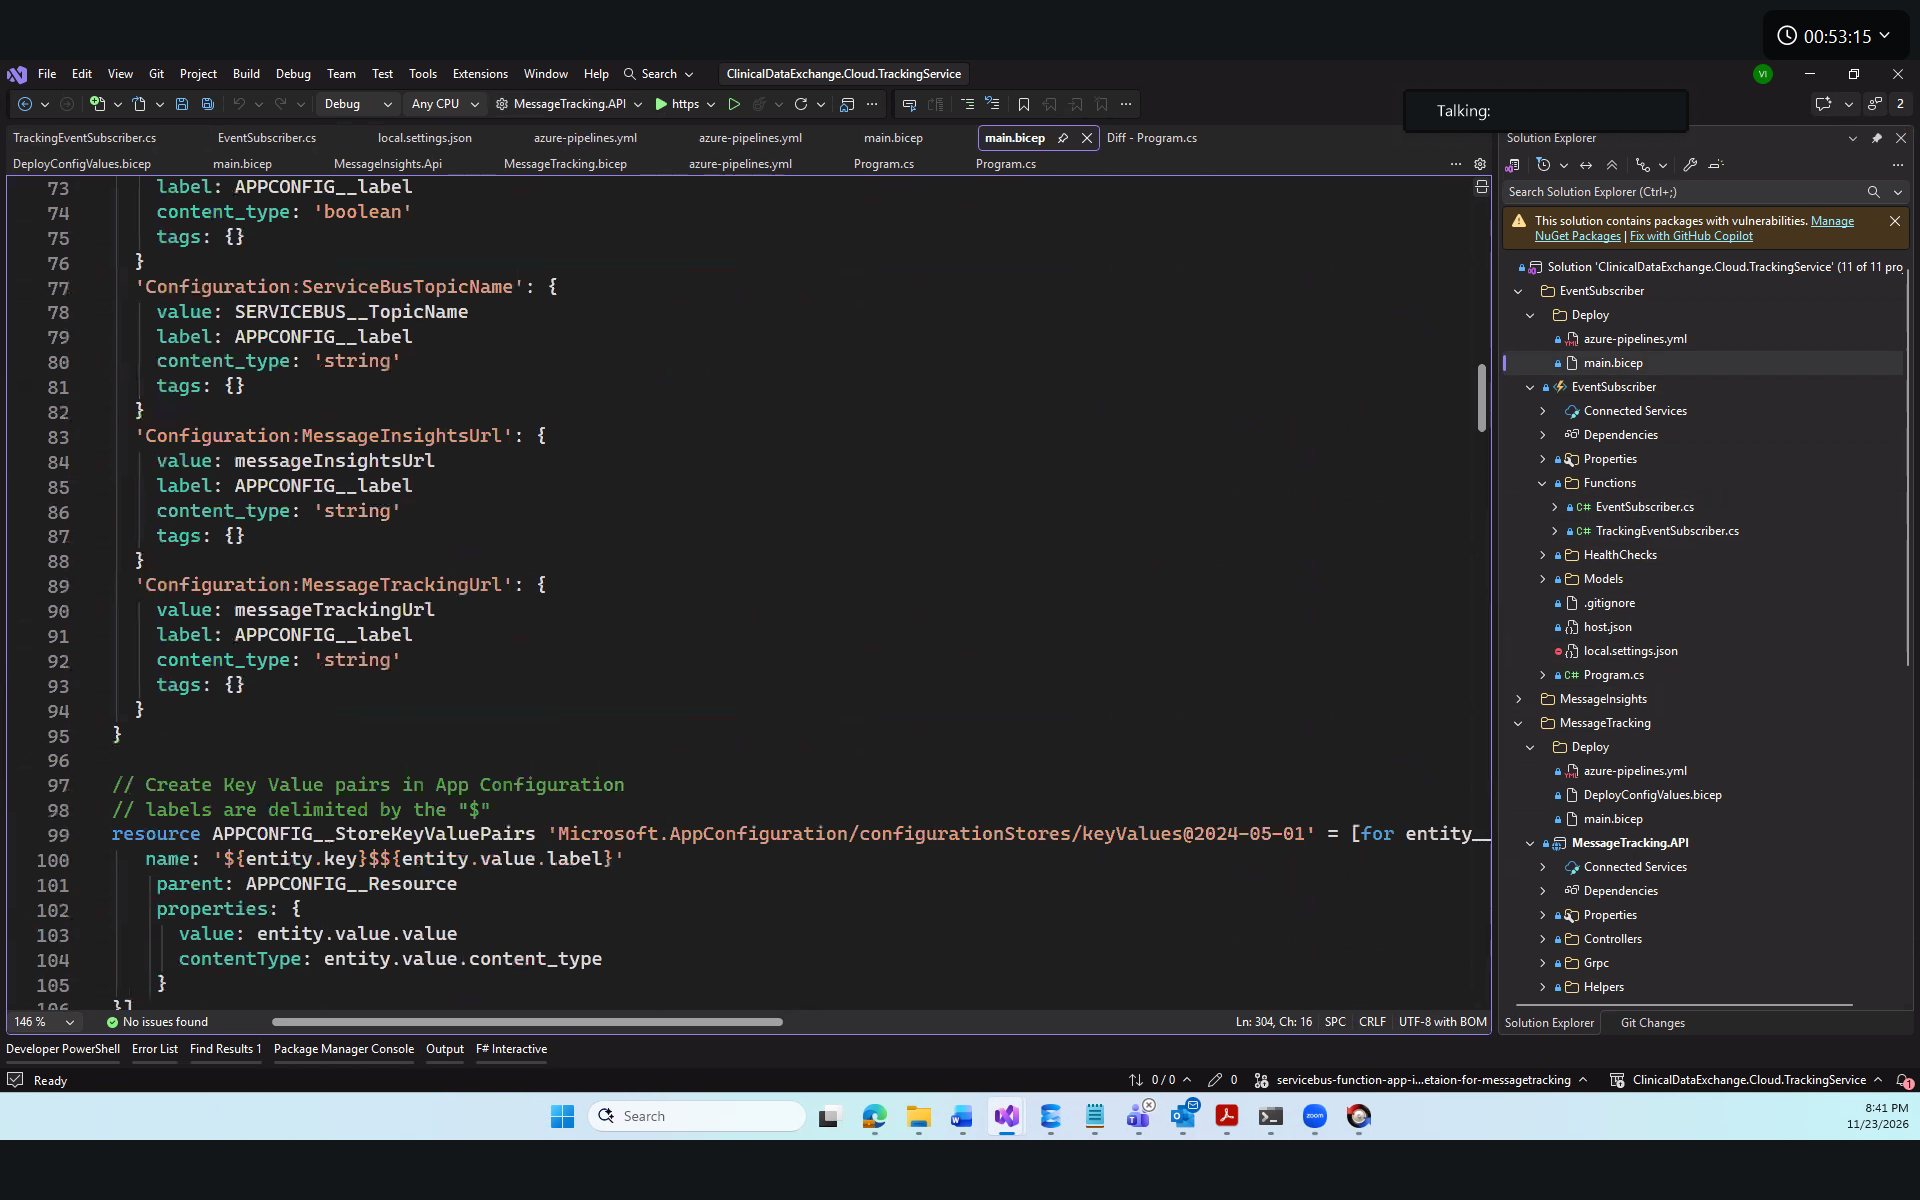 00:53:15
File Edit View Git Project Build Debug Team Test Tools Extensions Window Help Search ClinicalDataExchange.Cloud.TrackingService VI
Debug Any CPU MessageTracking.API https 2
Talking:
TrackingEventSubscriber.cs EventSubscriber.cs local.settings.json azure-pipelines.yml azure-pipelines.yml main.bicep main.bicep Diff - Program.cs
DeployConfigValues.bicep main.bicep MessageInsights.Api MessageTracking.bicep azure-pipelines.yml Program.cs Program.cs
73 label: APPCONFIG__label
74 content_type: 'boolean'
75 tags: {}
76 }
77 'Configuration:ServiceBusTopicName': {
78 value: SERVICEBUS__TopicName
79 label: APPCONFIG__label
80 content_type: 'string'
81 tags: {}
82 }
83 'Configuration:MessageInsightsUrl': {
84 value: messageInsightsUrl
85 label: APPCONFIG__label
86 content_type: 'string'
87 tags: {}
88 }
89 'Configuration:MessageTrackingUrl': {
90 value: messageTrackingUrl
91 label: APPCONFIG__label
92 content_type: 'string'
93 tags: {}
94 }
95 }
96
97 // Create Key Value pairs in App Configuration
98 // labels are delimited by the "$"
99 resource APPCONFIG__StoreKeyValuePairs 'Microsoft.AppConfiguration/configurationStores/keyValues@2024-05-01' = [for entity__
100 name: '${entity.key}$${entity.value.label}'
101 parent: APPCONFIG__Resource
102 properties: {
103 value: entity.value.value
104 contentType: entity.value.content_type
105 }
106 }]
146 % No issues found Ln: 304, Ch: 16 SPC CRLF UTF-8 with BOM
Solution Explorer
Search Solution Explorer (Ctrl+;)
This solution contains packages with vulnerabilities. Manage
NuGet Packages | Fix with GitHub Copilot
Solution 'ClinicalDataExchange.Cloud.TrackingService' (11 of 11 pro
EventSubscriber
Deploy
azure-pipelines.yml
main.bicep
EventSubscriber
Connected Services
Dependencies
Properties
Functions
C# EventSubscriber.cs
C# TrackingEventSubscriber.cs
HealthChecks
Models
.gitignore
host.json
local.settings.json
C# Program.cs
MessageInsights
MessageTracking
Deploy
azure-pipelines.yml
DeployConfigValues.bicep
main.bicep
MessageTracking.API
Connected Services
Dependencies
Properties
Controllers
Grpc
Helpers
Solution Explorer Git Changes
Developer PowerShell Error List Find Results 1 Package Manager Console Output F# Interactive
Ready 0 / 0 0 servicebus-function-app-i...etaion-for-messagetracking ClinicalDataExchange.Cloud.TrackingService 1
Search
zoom
8:41 PM
11/23/2026